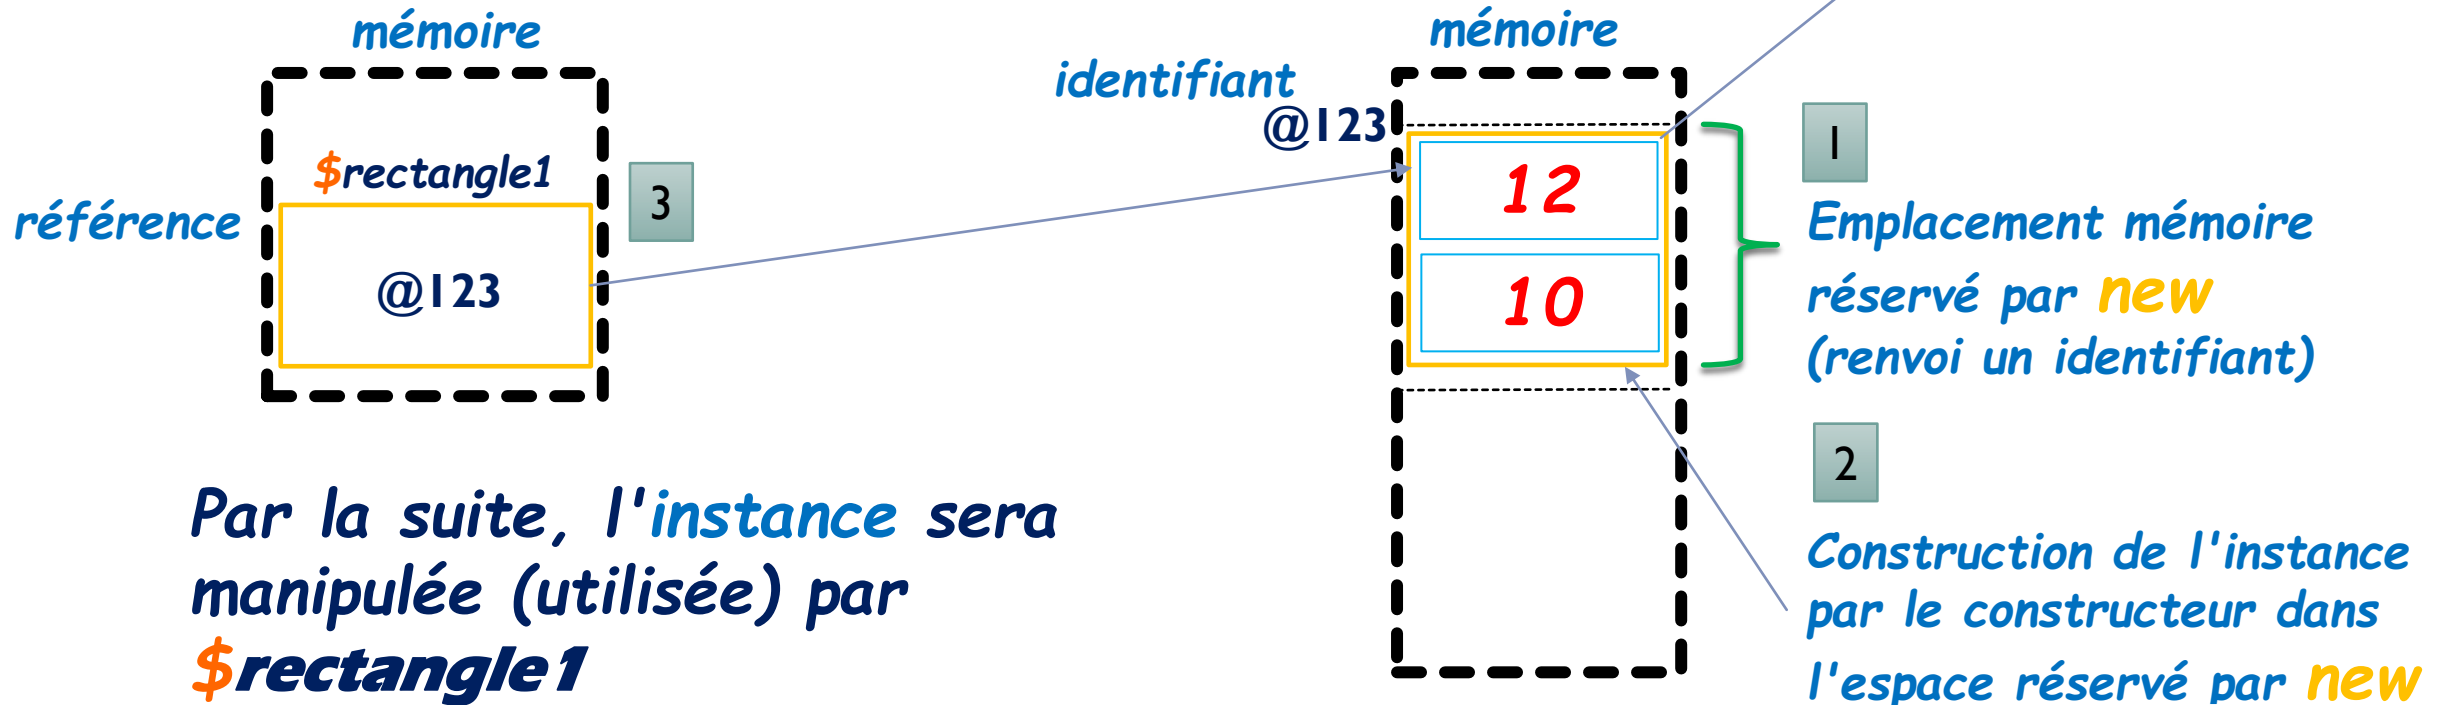 mémoire
$rectangle1
référence
@123
3
mémoire
identifiant
@123
12
10
1
Emplacement mémoire
réservé par new
(renvoi un identifiant)
2
Construction de l'instance
par le constructeur dans
l'espace réservé par new
Par la suite, l'instance sera
manipulée (utilisée) par
$rectangle1